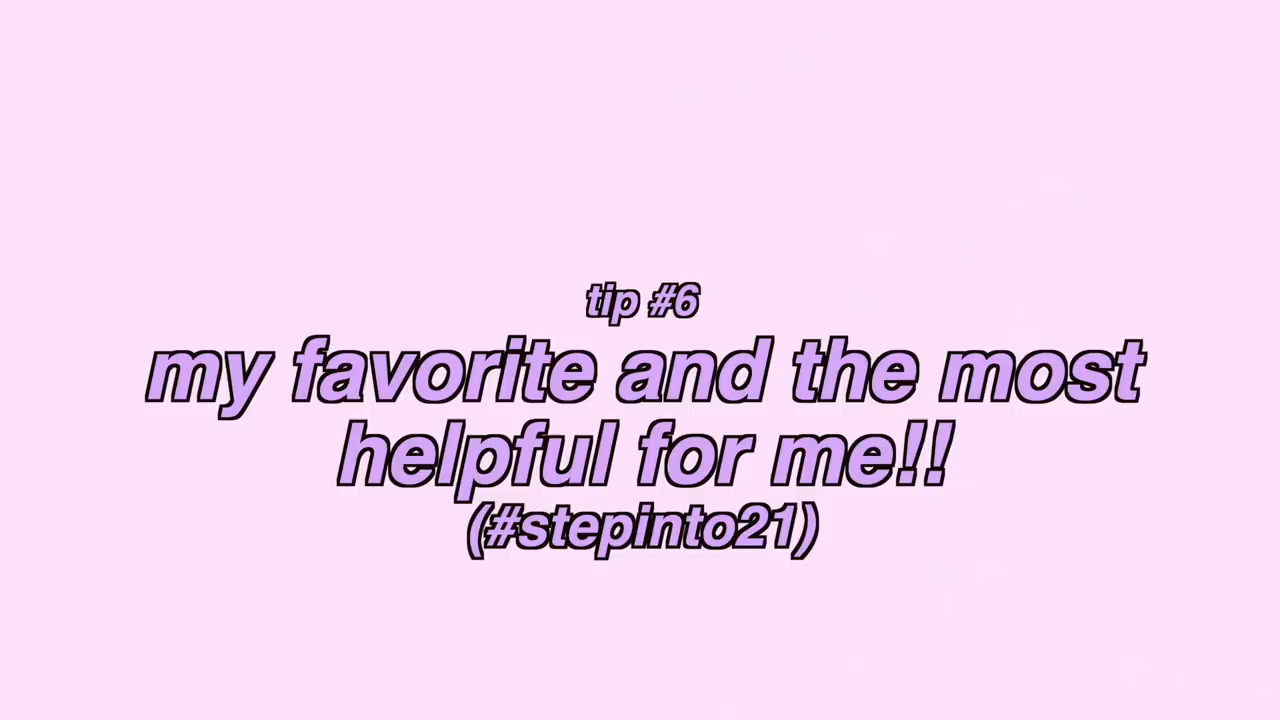 tip #6
my favorite and the most
helpful for me!!
(#stepinto21)